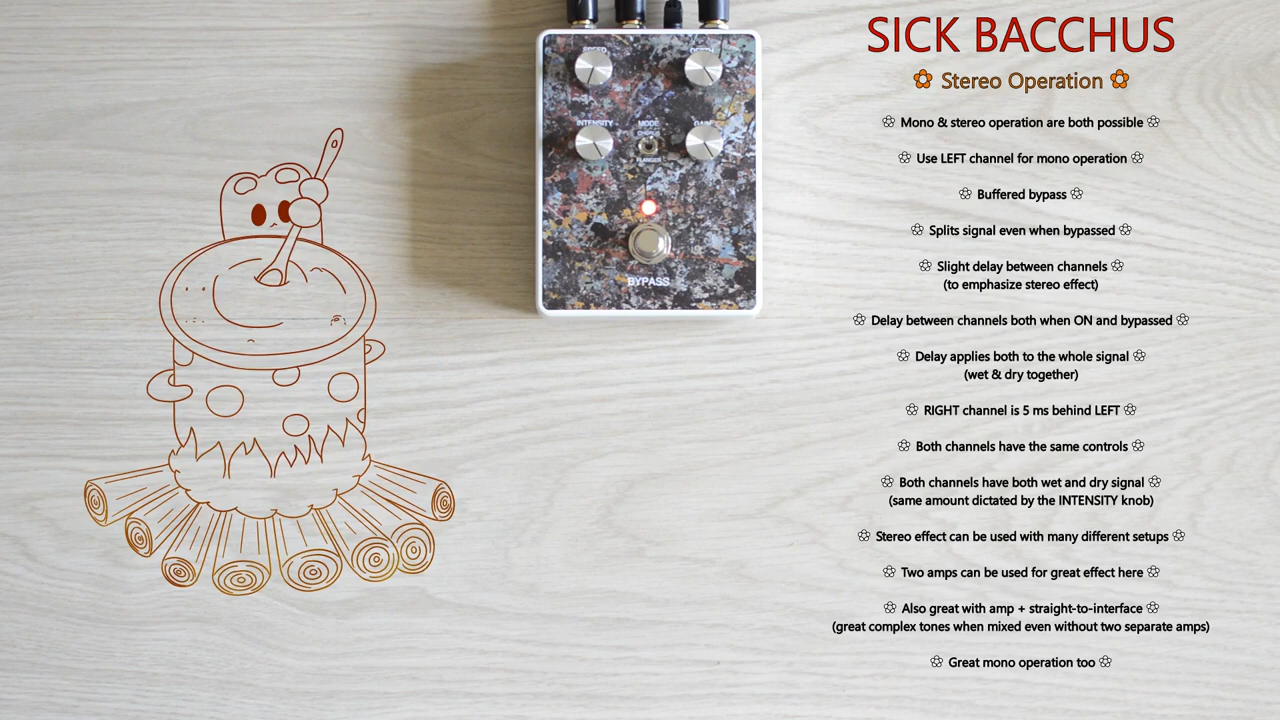 SICK BACCHUS
Stereo Operation
Mono & stereo operation are both possible
Use LEFT channel for mono operation
Buffered bypass
Splits signal even when bypassed
Slight delay between channels
(to emphasize stereo effect)
Delay between channels both when ON and bypassed
Delay applies both to the whole signal
(wet & dry together)
RIGHT channel is 5 ms behind LEFT
Both channels have the same controls
Both channels have both wet and dry signal
(same amount dictated by the INTENSITY knob)
Stereo effect can be used with many different setups
Two amps can be used for great effect here
Also great with amp + straight-to-interface
(great complex tones when mixed even without two separate amps)
Great mono operation too
SPEED
INTENSITY
MODE
CHORUS
FLANGER
GAIN
BYPASS